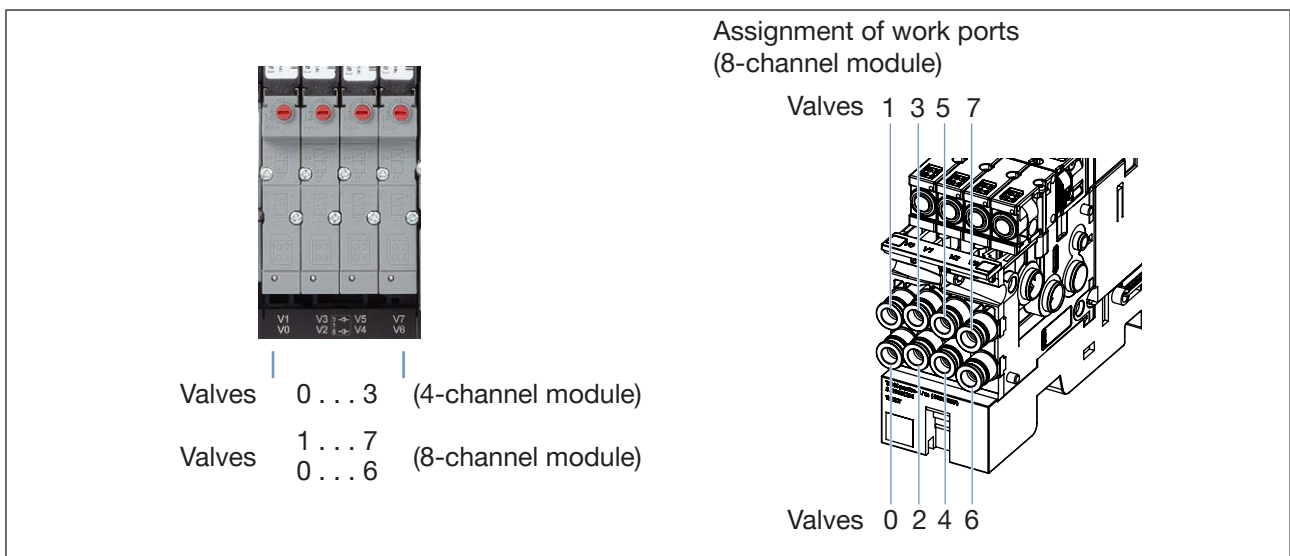 Assignment of work ports
(8-channel module)
Valves 1 3 5 7
V1 V3 V5 V7
V0 V2 V4 V6
Valves 0 . . . 3 (4-channel module)
1 . . . 7
Valves (8-channel module)
0 . . . 6
Valves 0 2 4 6